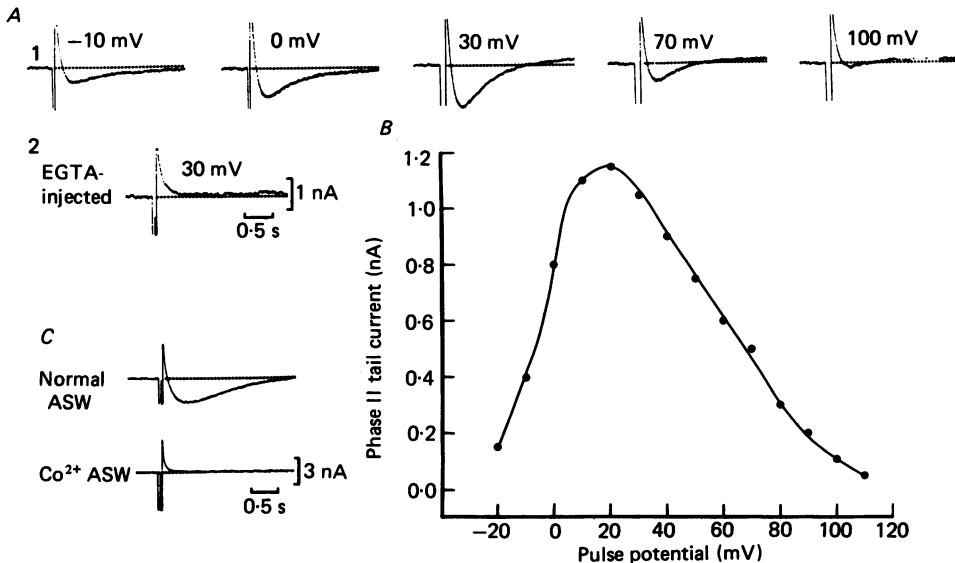 A
1
−10 mV
0 mV
30 mV
70 mV
100 mV
2
EGTA-
injected
30 mV
1 nA
0·5 s
B
Phase II tail current (nA)
1·2
1·0
0·8
0·6
0·4
0·2
0·0
−20 0 20 40 60 80 100 120
Pulse potential (mV)
C
Normal
ASW
Co²⁺ ASW
3 nA
0·5 s